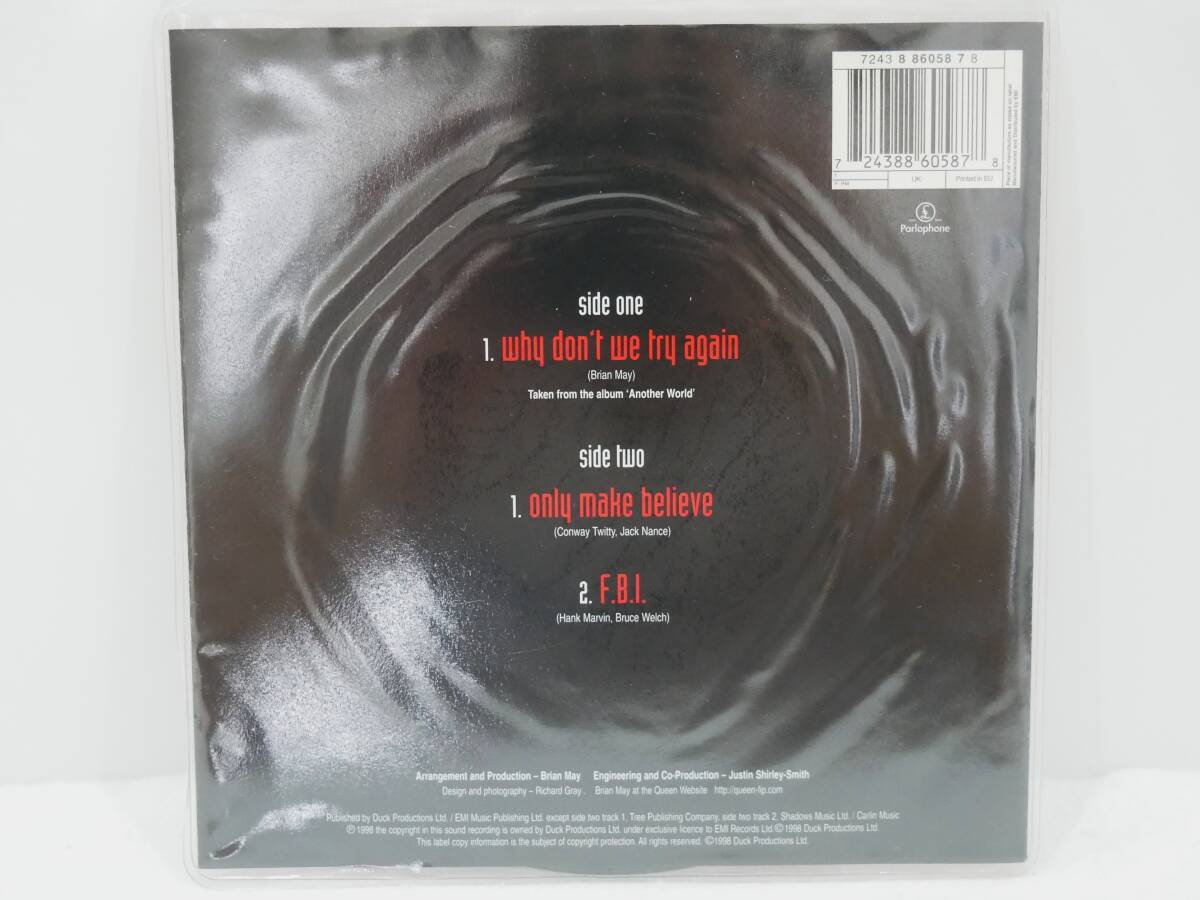 7243 8 86058 7 8
7 24388 60587 8
UK
Printed in EU
Parlophone
side one
1. why don't we try again
(Brian May)
Taken from the album 'Another World'
side two
1. only make believe
(Conway Twitty, Jack Nance)
2. F.B.I.
(Hank Marvin, Bruce Welch)
Arrangement and Production – Brian May Engineering and Co-Production – Justin Shirley-Smith
Design and photography – Richard Gray . Brian May at the Queen Website http://queen-fip.com
Published by Duck Productions Ltd. / EMI Music Publishing Ltd. except side two track 1, Tree Publishing Company, side two track 2, Shadows Music Ltd. / Carlin Music
℗ 1998 the copyright in this sound recording is owned by Duck Productions Ltd. under exclusive licence to EMI Records Ltd. © 1998 Duck Productions Ltd.
This label copy information is the subject of copyright protection. All rights reserved. © 1998 Duck Productions Ltd.